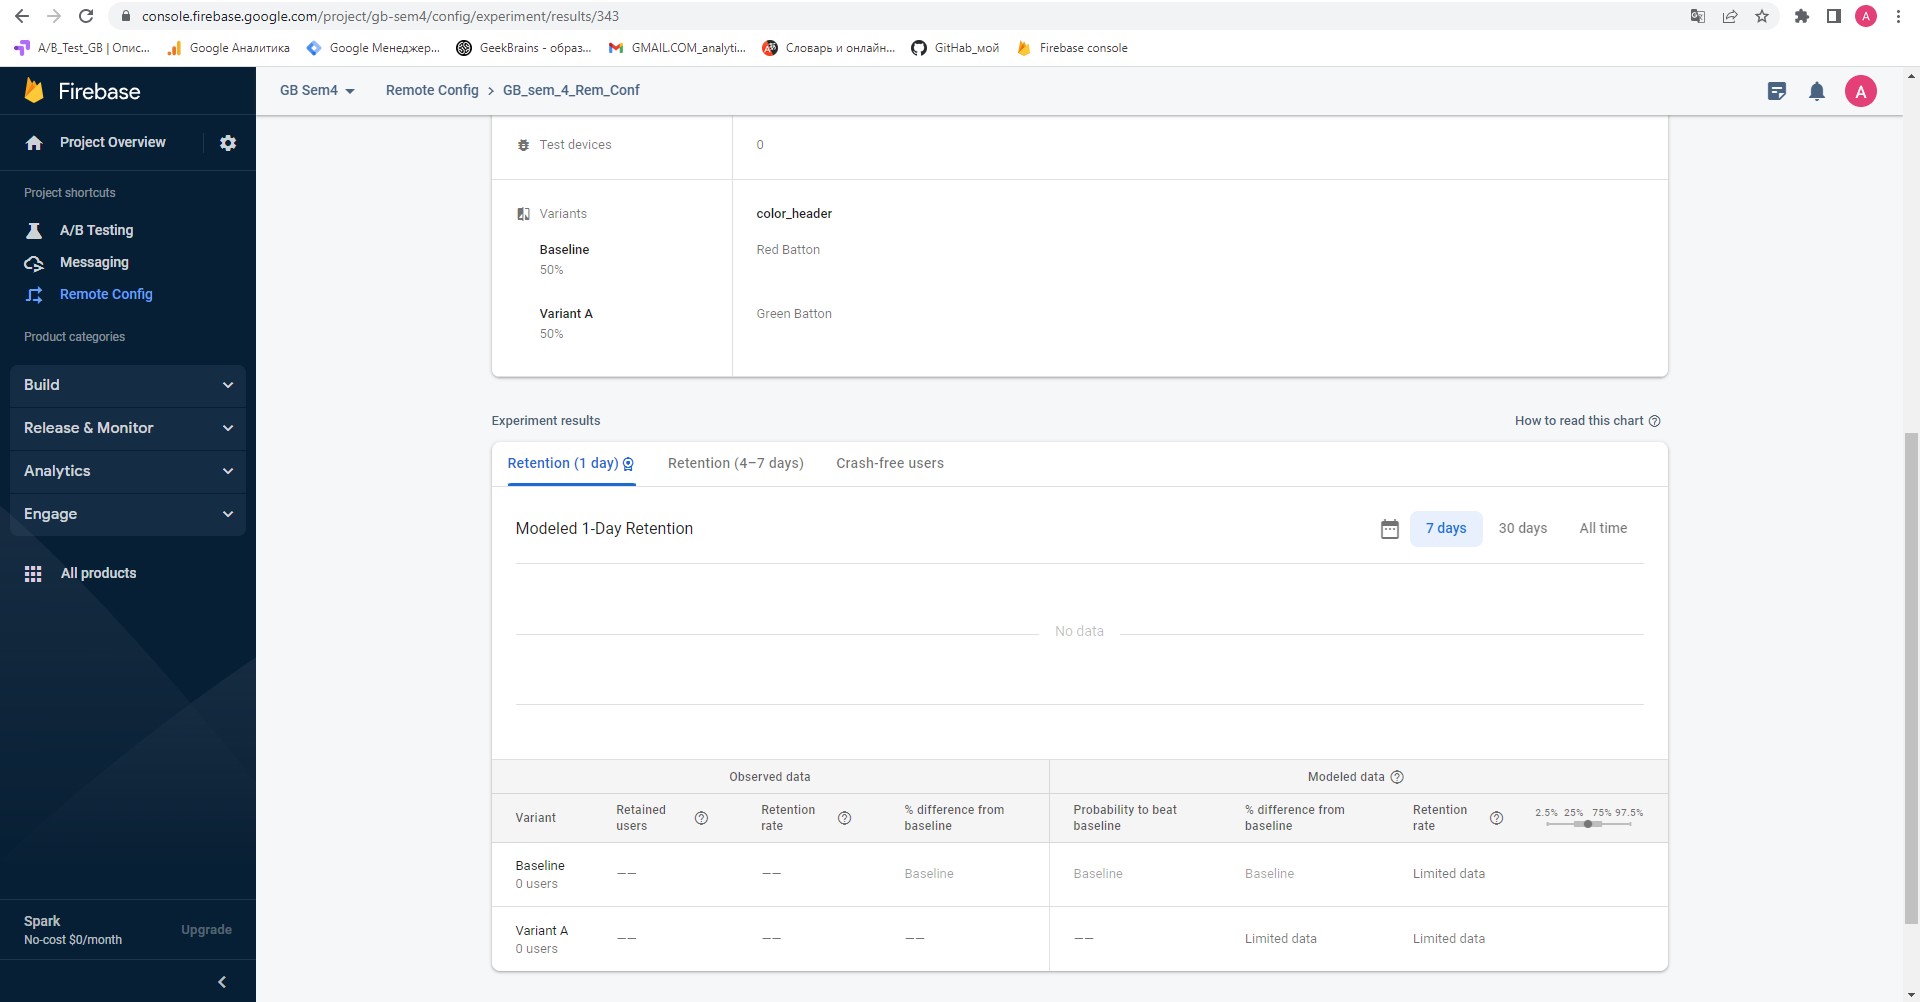 console.firebase.google.com/project/gb-sem4/config/experiment/results/343
A
A/B_Test_GB | Опис...
Google Аналитика
Google Менеджер...
GeekBrains - образ...
GMAIL.COM_analyti...
Словарь и онлайн...
GitHab_мой
Firebase console
Firebase
GB Sem4
Remote Config > GB_sem_4_Rem_Conf
A
Project Overview
Project shortcuts
A/B Testing
Messaging
Remote Config
Product categories
Build
Release & Monitor
Analytics
Engage
All products
Spark
No-cost $0/month
Upgrade
Test devices
0
Variants
color_header
Baseline
50%
Red Batton
Variant A
50%
Green Batton
Experiment results
How to read this chart
Retention (1 day)
Retention (4–7 days)
Crash-free users
Modeled 1-Day Retention
7 days
30 days
All time
No data
Observed data
Modeled data
Variant
Retained users
Retention rate
% difference from baseline
Probability to beat baseline
% difference from baseline
Retention rate
2.5% 25% 75% 97.5%
Baseline
0 users
——
——
Baseline
Baseline
Baseline
Limited data
Variant A
0 users
——
——
——
——
Limited data
Limited data